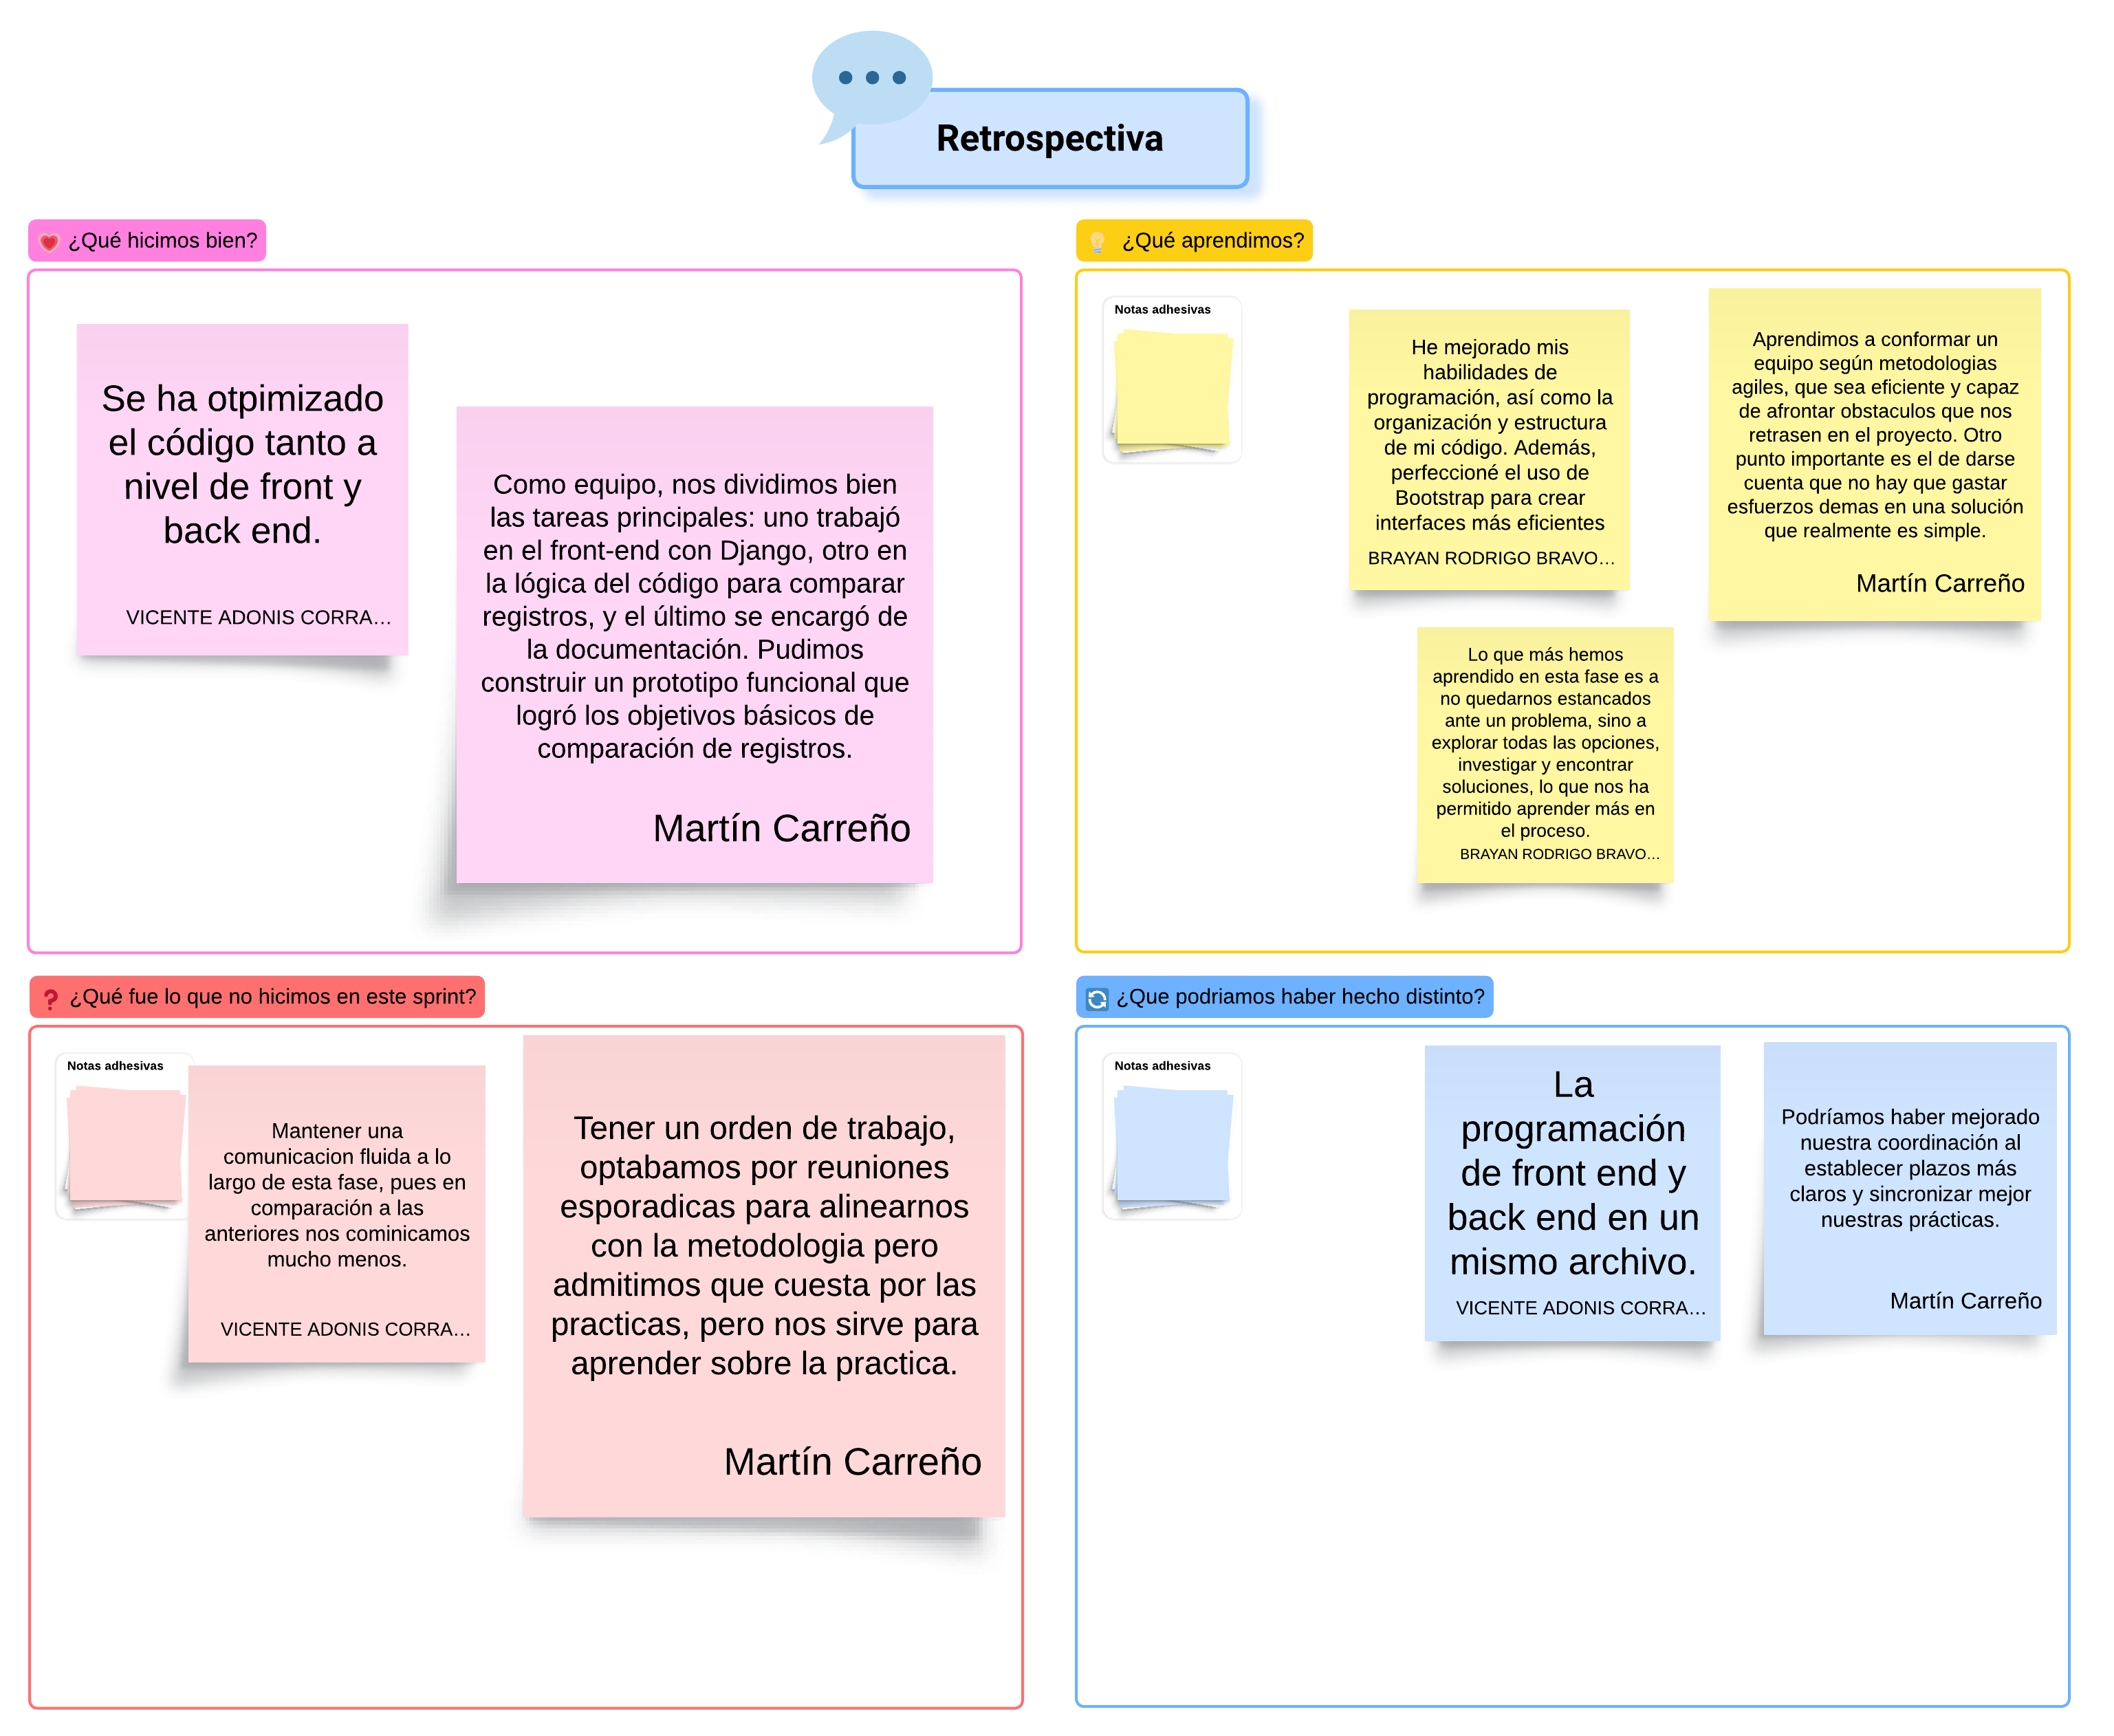 Retrospectiva
¿Qué hicimos bien?
Se ha otpimizado
el código tanto a
nivel de front y
back end.
VICENTE ADONIS CORRA...
Como equipo, nos dividimos bien
las tareas principales: uno trabajó
en el front-end con Django, otro en
la lógica del código para comparar
registros, y el último se encargó de
la documentación. Pudimos
construir un prototipo funcional que
logró los objetivos básicos de
comparación de registros.
Martín Carreño
¿Qué aprendimos?
Notas adhesivas
He mejorado mis
habilidades de
programación, así como la
organización y estructura
de mi código. Además,
perfeccioné el uso de
Bootstrap para crear
interfaces más eficientes
BRAYAN RODRIGO BRAVO...
Aprendimos a conformar un
equipo según metodologias
agiles, que sea eficiente y capaz
de afrontar obstaculos que nos
retrasen en el proyecto. Otro
punto importante es el de darse
cuenta que no hay que gastar
esfuerzos demas en una solución
que realmente es simple.
Martín Carreño
Lo que más hemos
aprendido en esta fase es a
no quedarnos estancados
ante un problema, sino a
explorar todas las opciones,
investigar y encontrar
soluciones, lo que nos ha
permitido aprender más en
el proceso.
BRAYAN RODRIGO BRAVO...
¿Qué fue lo que no hicimos en este sprint?
Notas adhesivas
Mantener una
comunicacion fluida a lo
largo de esta fase, pues en
comparación a las
anteriores nos cominicamos
mucho menos.
VICENTE ADONIS CORRA...
Tener un orden de trabajo,
optabamos por reuniones
esporadicas para alinearnos
con la metodologia pero
admitimos que cuesta por las
practicas, pero nos sirve para
aprender sobre la practica.
Martín Carreño
¿Que podriamos haber hecho distinto?
Notas adhesivas
La
programación
de front end y
back end en un
mismo archivo.
VICENTE ADONIS CORRA...
Podríamos haber mejorado
nuestra coordinación al
establecer plazos más
claros y sincronizar mejor
nuestras prácticas.
Martín Carreño